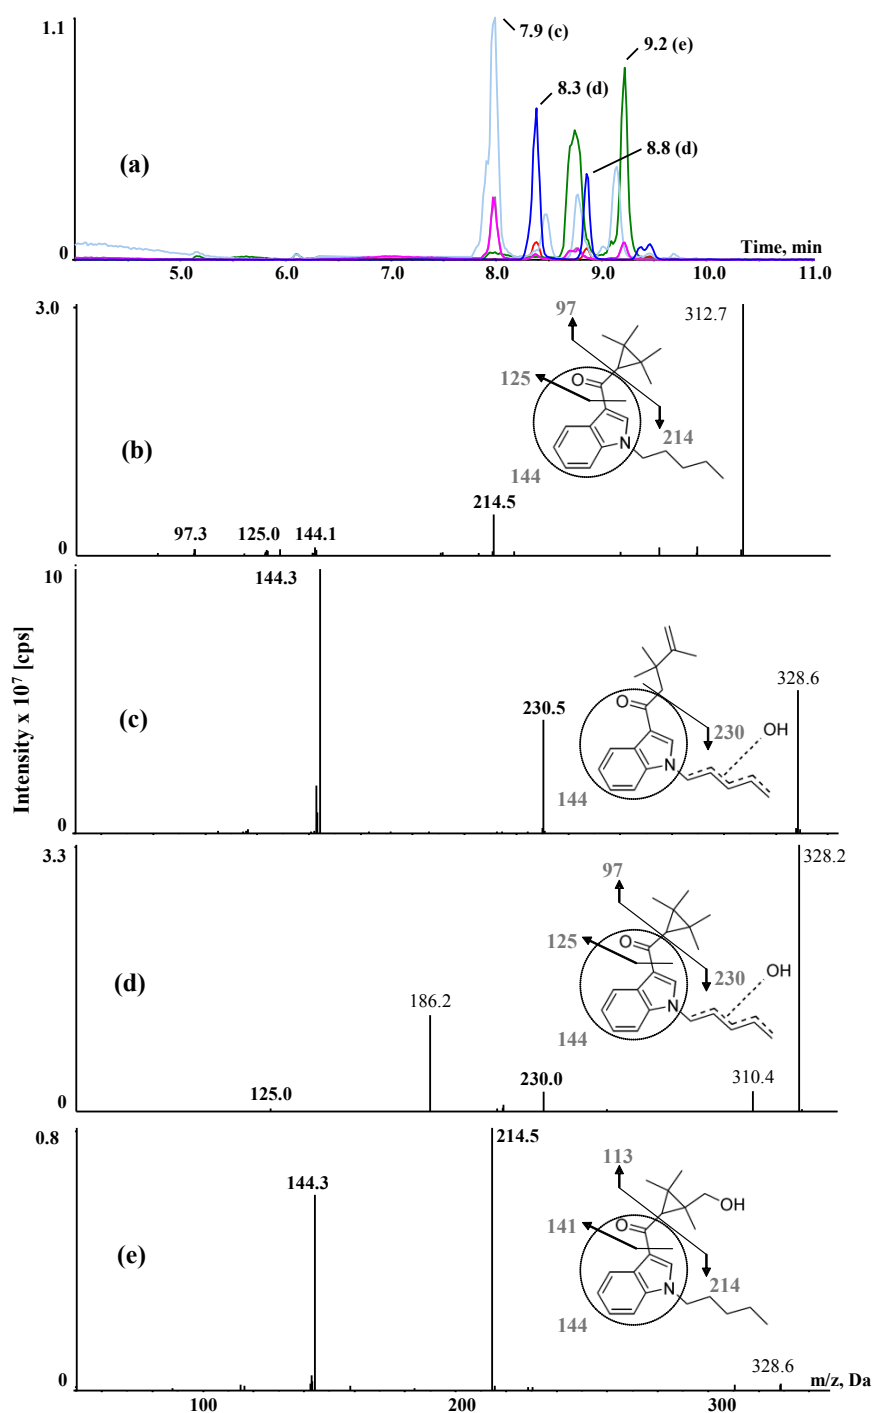 1.1
7.9 (c)
9.2 (e)
8.3 (d)
8.8 (d)
(a)
0
Time, min
5.0 6.0 7.0 8.0 9.0 10.0 11.0
3.0
97
312.7
125
O
214
N
(b)
144
214.5
97.3 125.0 144.1
0
10
144.3
Intensity x 10⁷ [cps]
328.6
O
(c)
230.5
230
OH
N
144
0
3.3
328.2
97
125
O
230
OH
(d)
186.2
N
144
125.0 230.0 310.4
0
0.8
214.5
113
144.3
OH
141
O
(e)
214
N
144
328.6
0
m/z, Da
100 200 300